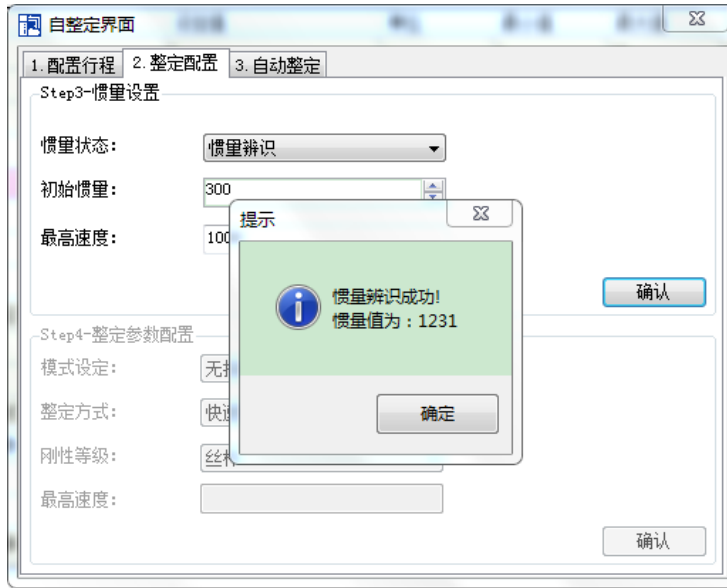 自整定界面
1.配置行程 2.整定配置 3.自动整定
Step3-惯量设置
惯量状态: 惯量辨识
初始惯量: 300
提示
最高速度: 100
惯量辨识成功!
惯量值为：1231
确认
确定
Step4-整定参数配置
模式设定:
整定方式:
刚性等级:
最高速度:
确认